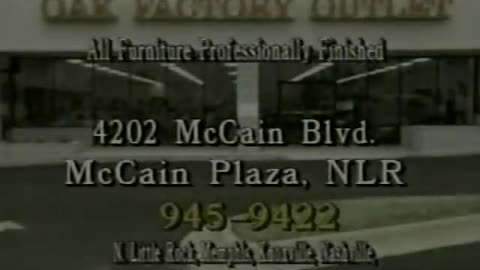 OAK FACTORY OUTLET
All Furniture Professionally Finished
4202 McCain Blvd.
McCain Plaza, NLR
945-9422
N. Little Rock, Memphis, Knoxville, Nashville,